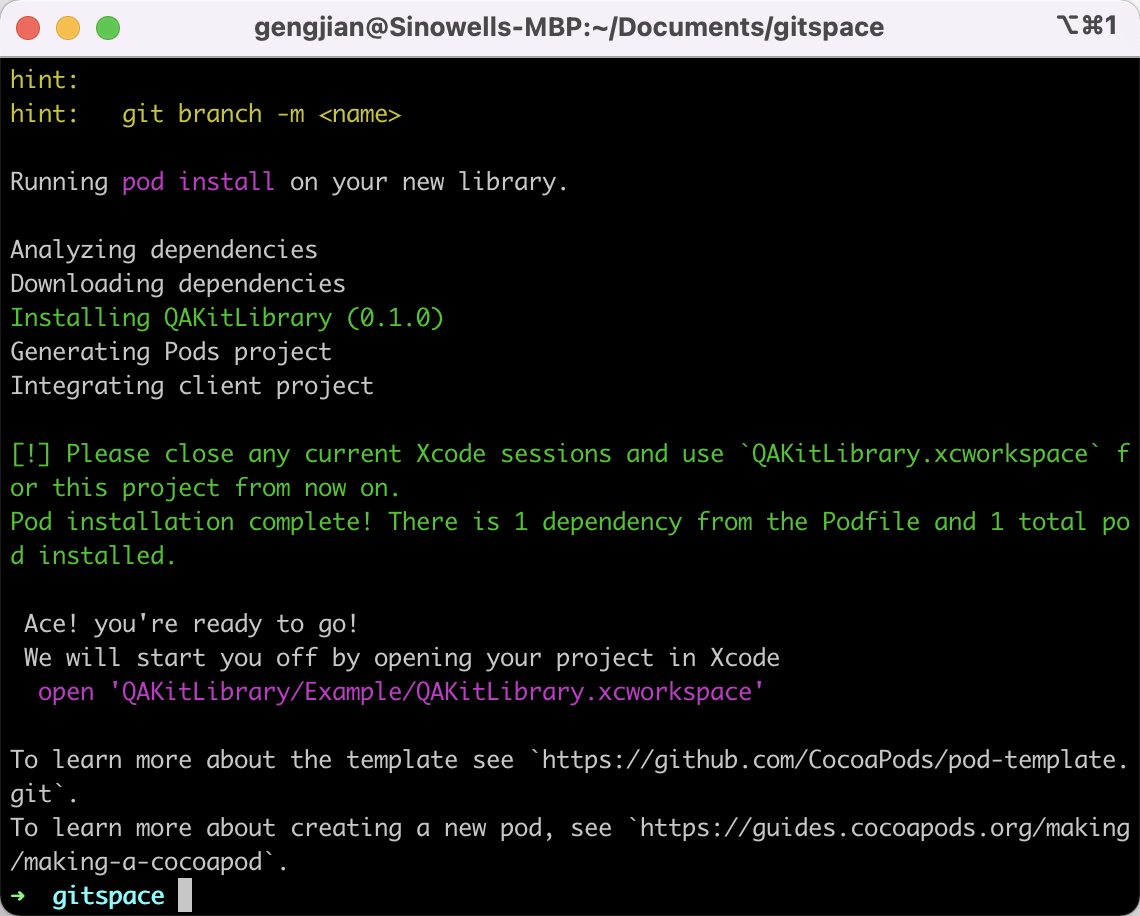 gengjian@Sinowells-MBP:~/Documents/gitspace
⌥⌘1
hint:
hint:   git branch -m <name>
Running pod install on your new library.
Analyzing dependencies
Downloading dependencies
Installing QAKitLibrary (0.1.0)
Generating Pods project
Integrating client project
[!] Please close any current Xcode sessions and use `QAKitLibrary.xcworkspace` f
or this project from now on.
Pod installation complete! There is 1 dependency from the Podfile and 1 total po
d installed.
 Ace! you're ready to go!
 We will start you off by opening your project in Xcode
  open 'QAKitLibrary/Example/QAKitLibrary.xcworkspace'
To learn more about the template see `https://github.com/CocoaPods/pod-template.
git`.
To learn more about creating a new pod, see `https://guides.cocoapods.org/making
/making-a-cocoapod`.
➜  gitspace